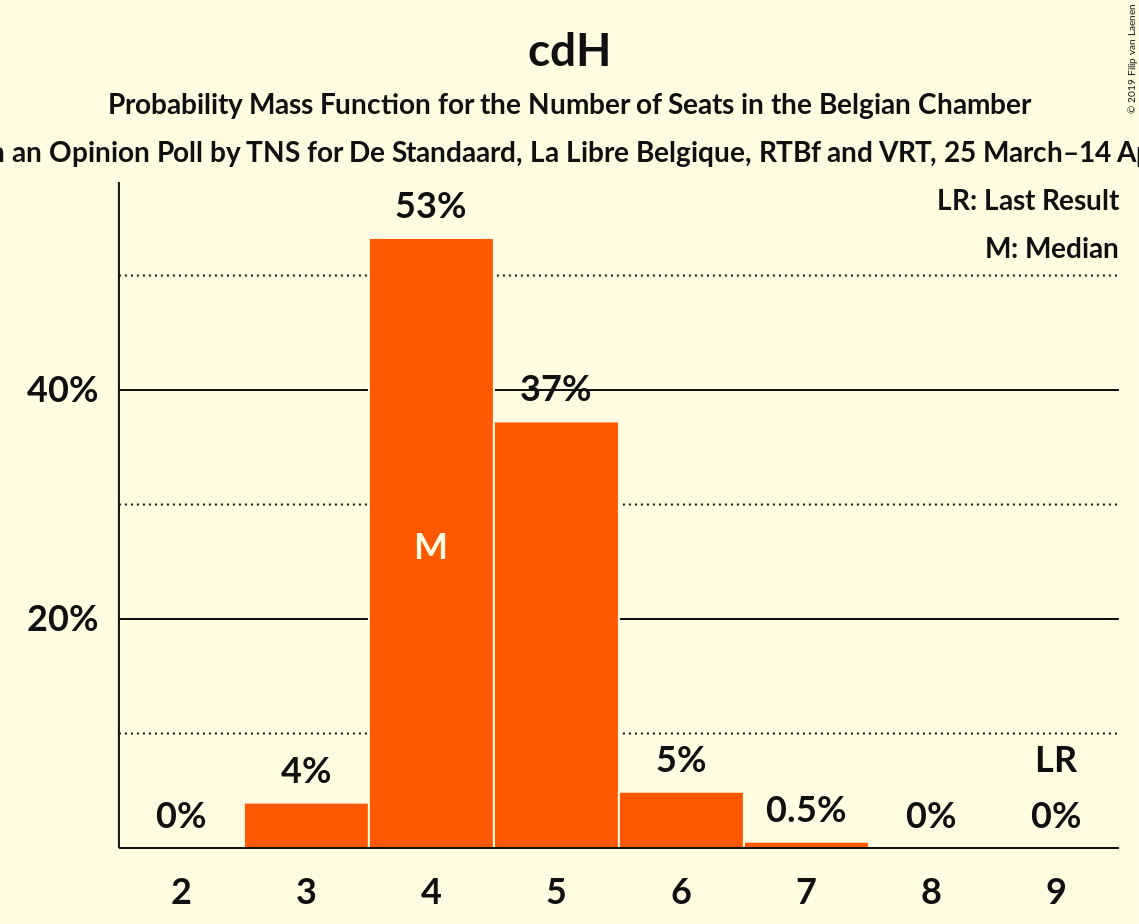 cdH
Probability Mass Function for the Number of Seats in the Belgian Chamber
an Opinion Poll by TNS for De Standaard, La Libre Belgique, RTBf and VRT, 25 March–14
© 2019 Filip van Laenen
LR: Last Result
M: Median
53%
40%
37%
M
20%
4%
5%
LR
0%
0.5%
0%
0%
2 3 4 5 6 7 8 9